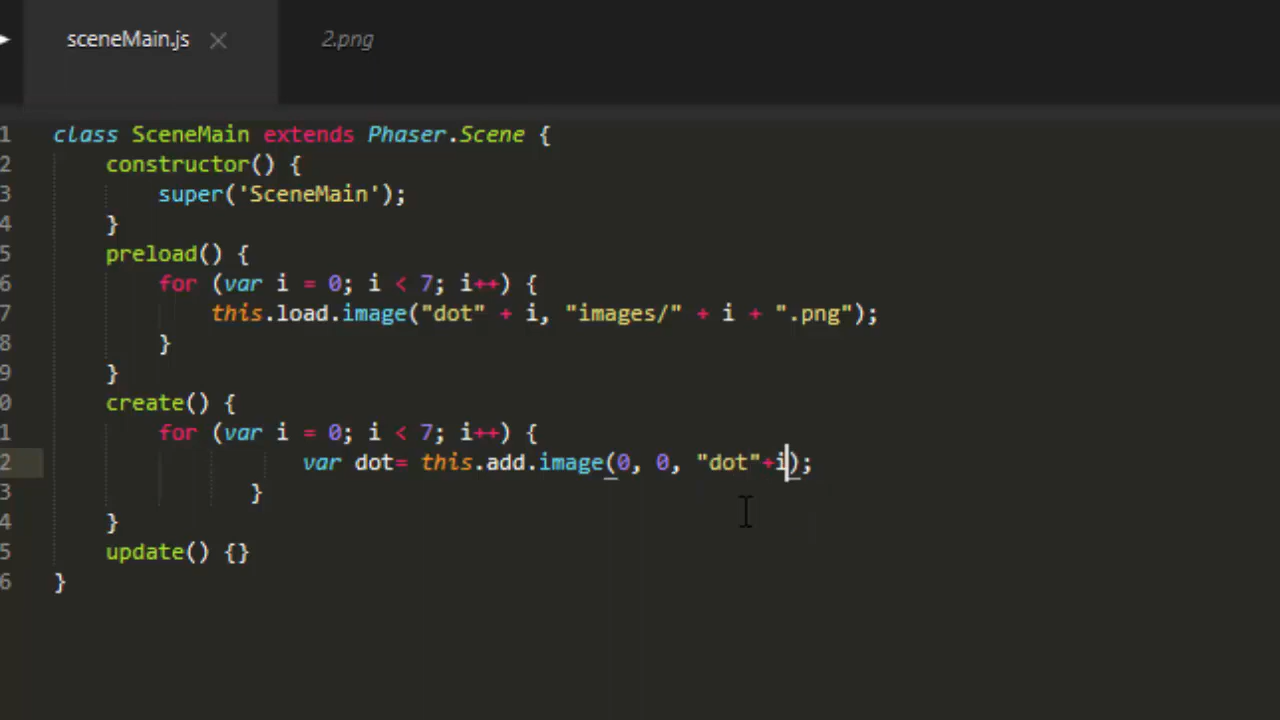 sceneMain.js
2.png
1 class SceneMain extends Phaser.Scene {
2 constructor() {
3 super('SceneMain');
4 }
5 preload() {
6 for (var i = 0; i < 7; i++) {
7 this.load.image("dot" + i, "images/" + i + ".png");
8 }
9 }
0 create() {
1 for (var i = 0; i < 7; i++) {
2 var dot= this.add.image(0, 0, "dot"+i);
3 }
4 }
5 update() {}
6 }